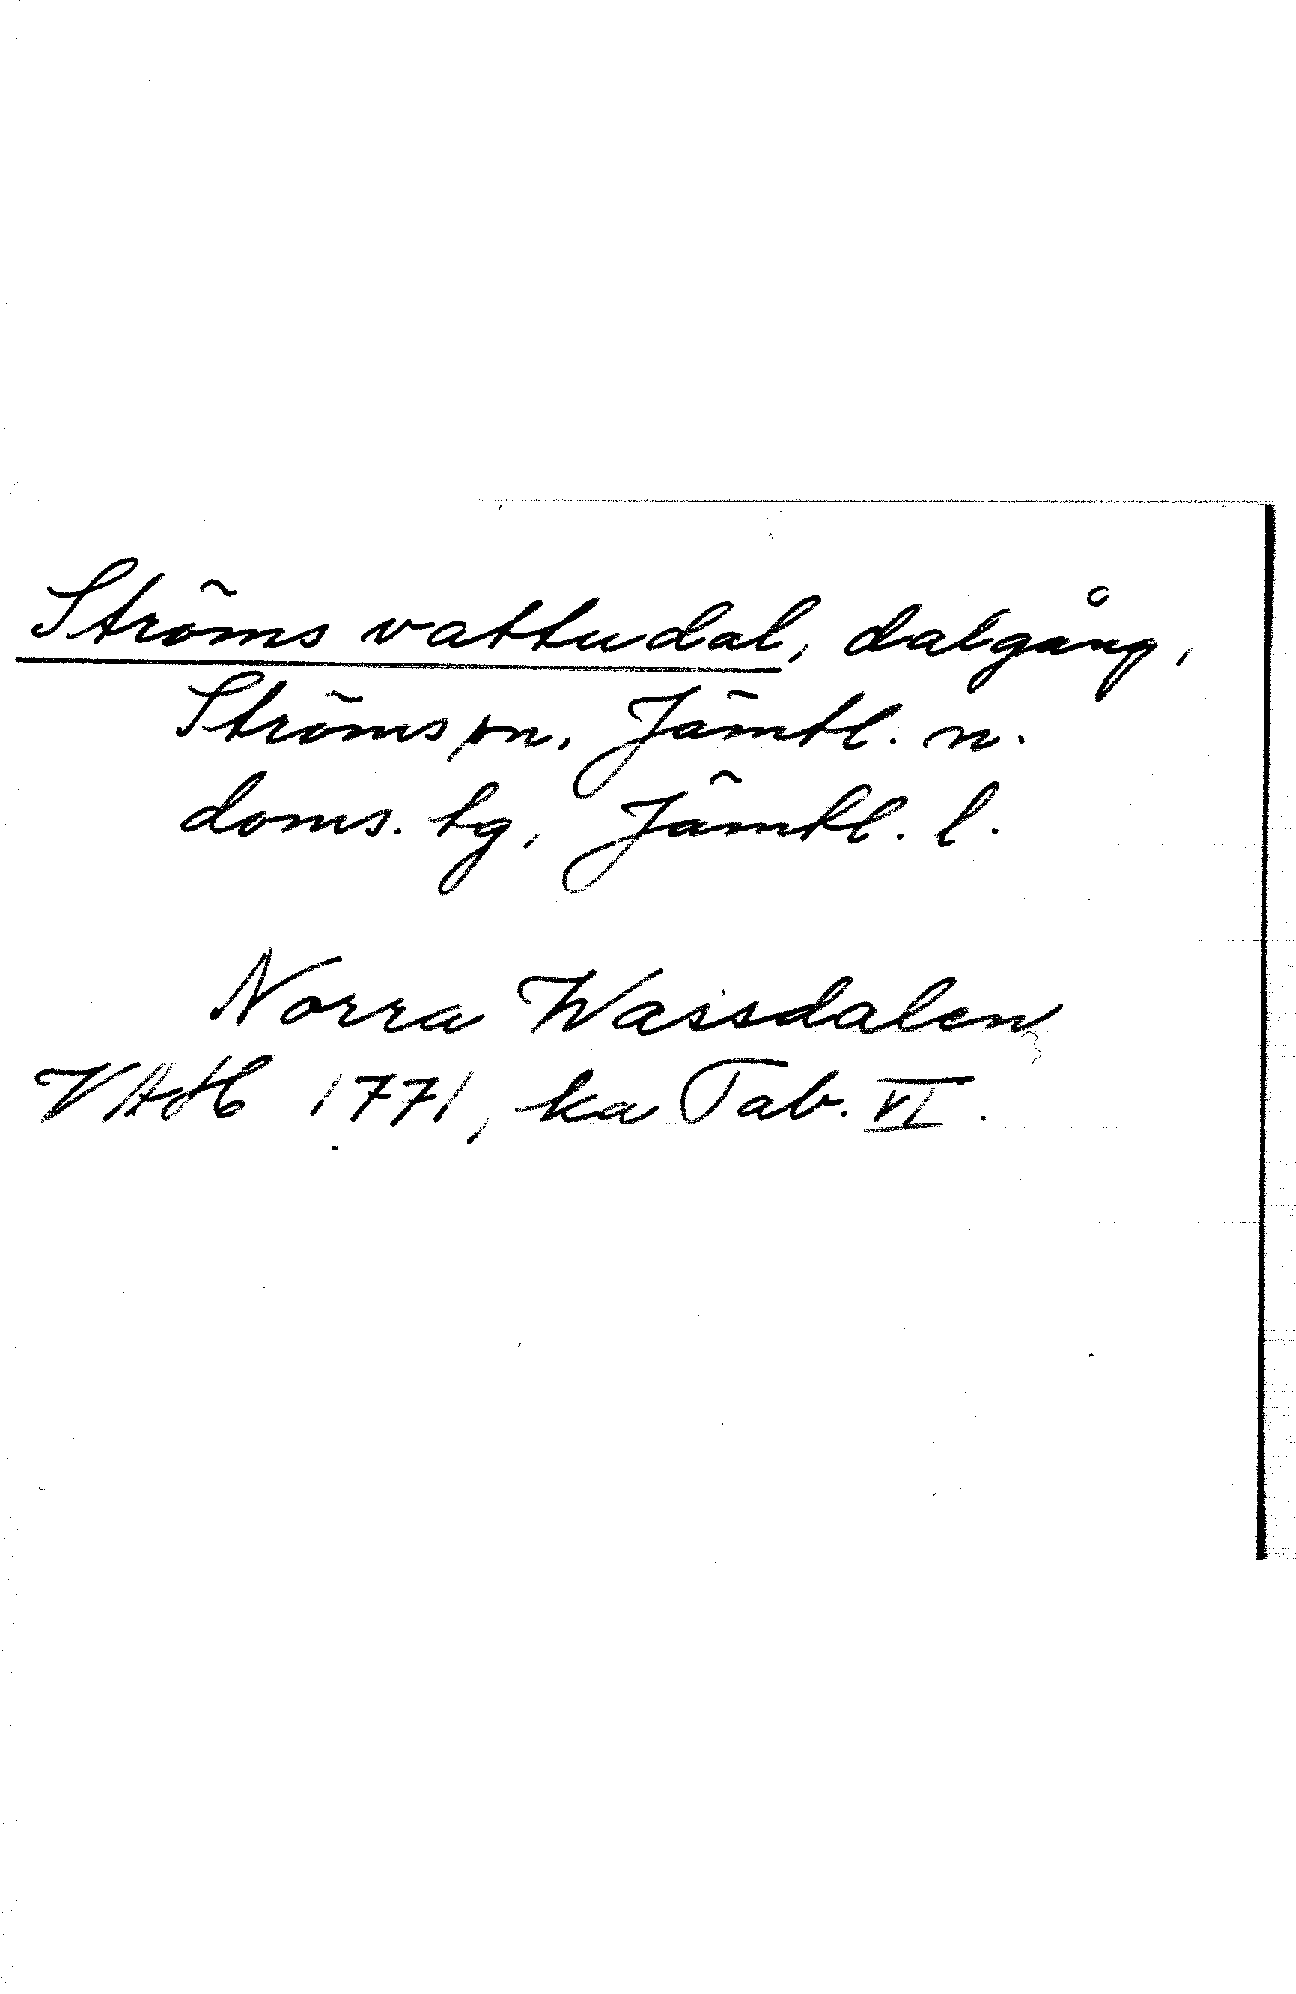 Ströms vattudal, dalgång,
Ströms sn, Jämtl. n.
doms. tg, Jämtl. l.
Norra Wassdalen
VAH 1771, ka Tab. VI.